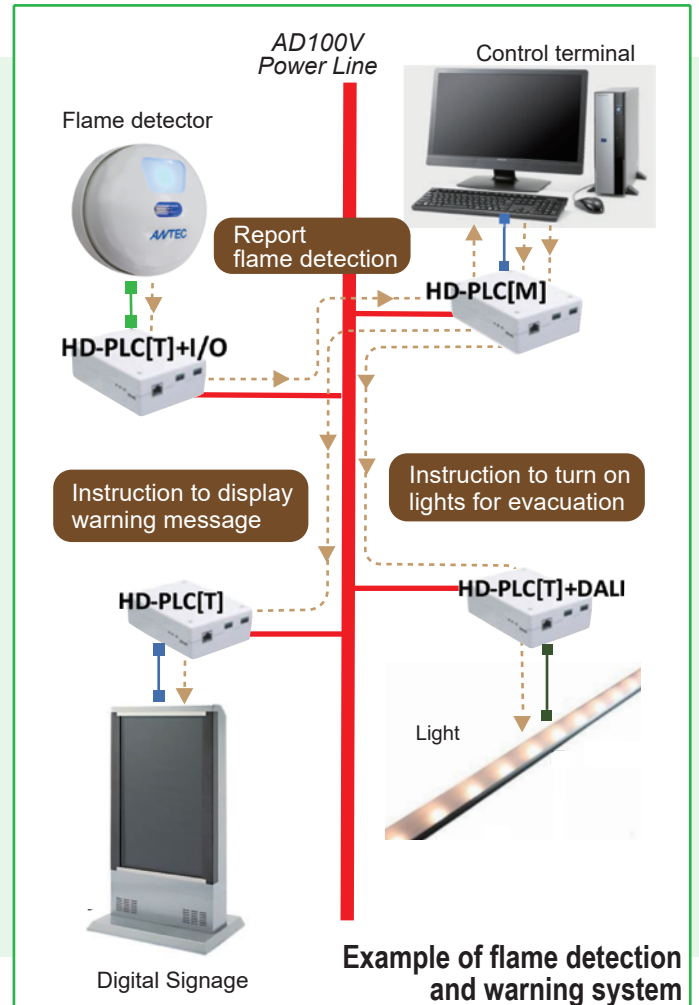 AD100V
Power Line
Control terminal
Flame detector
ANTEC
Report
flame detection
HD-PLC[M]
HD-PLC[T]+I/O
Instruction to display
warning message
Instruction to turn on
lights for evacuation
HD-PLC[T]
HD-PLC[T]+DALI
Light
Digital Signage
Example of flame detection
and warning system